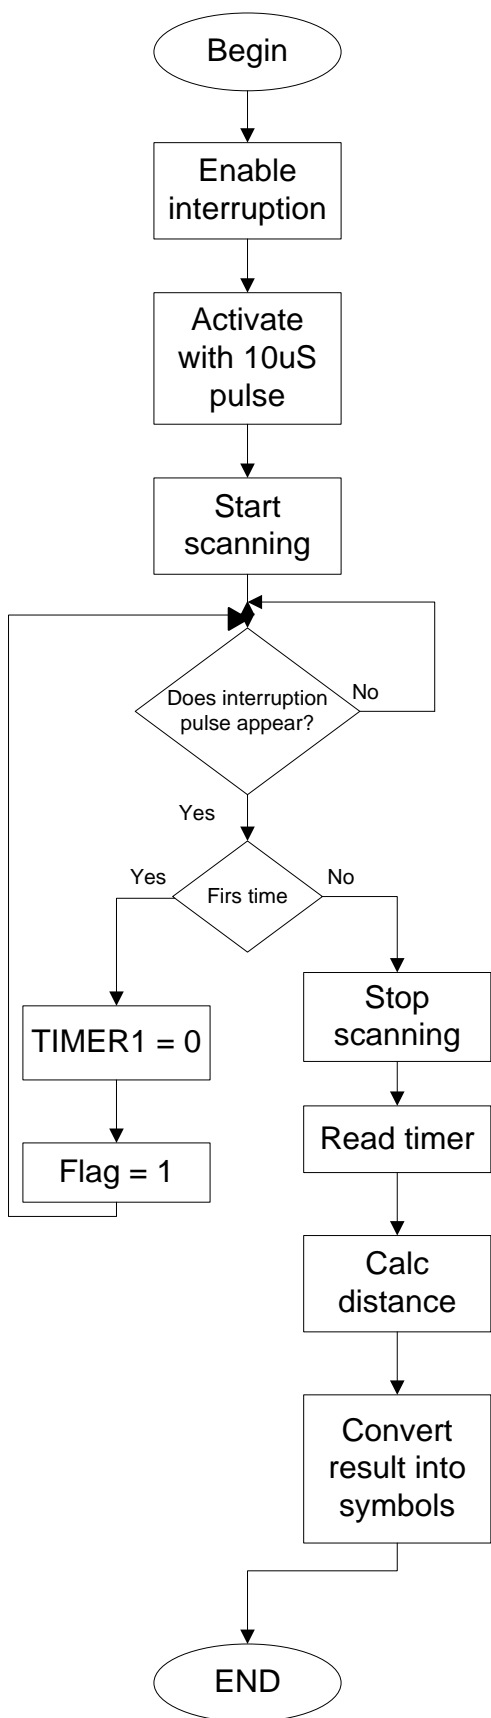 Begin
Enable
interruption
Activate
with 10uS
pulse
Start
scanning
Does interruption
pulse appear?
No
Yes
Firs time
Yes
No
TIMER1 = 0
Flag = 1
Stop
scanning
Read timer
Calc
distance
Convert
result into
symbols
END